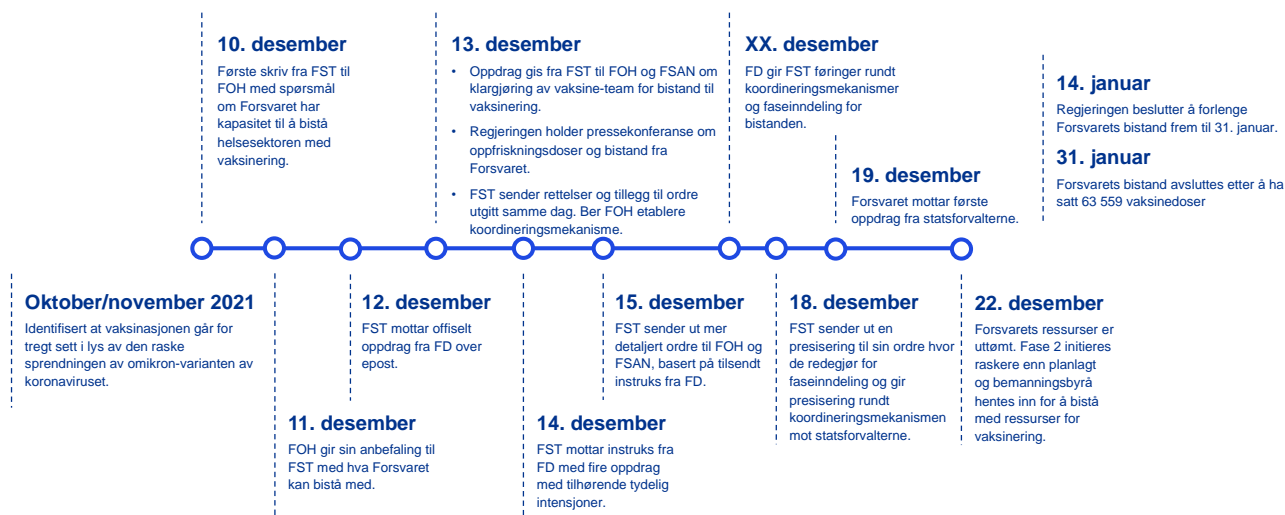 10. desember
Første skriv fra FST til
FOH med spørsmål
om Forsvaret har
kapasitet til å bistå
helsesektoren med
vaksinering.
13. desember
• Oppdrag gis fra FST til FOH og FSAN om
klargjøring av vaksine-team for bistand til
vaksinering.
• Regjeringen holder pressekonferanse om
oppfriskningsdoser og bistand fra
Forsvaret.
• FST sender rettelser og tillegg til ordre
utgitt samme dag. Ber FOH etablere
koordineringsmekanisme.
XX. desember
FD gir FST føringer rundt
koordineringsmekanismer
og faseinndeling for
bistanden.
19. desember
Forsvaret mottar første
oppdrag fra statsforvalterne.
14. januar
Regjeringen beslutter å forlenge
Forsvarets bistand frem til 31. januar.
31. januar
Forsvarets bistand avsluttes etter å ha
satt 63 559 vaksinedoser
Oktober/november 2021
Identifisert at vaksinasjonen går for
tregt sett i lys av den raske
sprendningen av omikron-varianten av
koronaviruset.
11. desember
FOH gir sin anbefaling til
FST med hva Forsvaret
kan bistå med.
12. desember
FST mottar offiselt
oppdrag fra FD over
epost.
14. desember
FST mottar instruks fra
FD med fire oppdrag
med tilhørende tydelig
intensjoner.
15. desember
FST sender ut mer
detaljert ordre til FOH og
FSAN, basert på tilsendt
instruks fra FD.
18. desember
FST sender ut en
presisering til sin ordre hvor
de redegjør for
faseinndeling og gir
presisering rundt
koordineringsmekanismen
mot statsforvalterne.
22. desember
Forsvarets ressurser er
uttømt. Fase 2 initieres
raskere enn planlagt
og bemanningsbyrå
hentes inn for å bistå
med ressurser for
vaksinering.